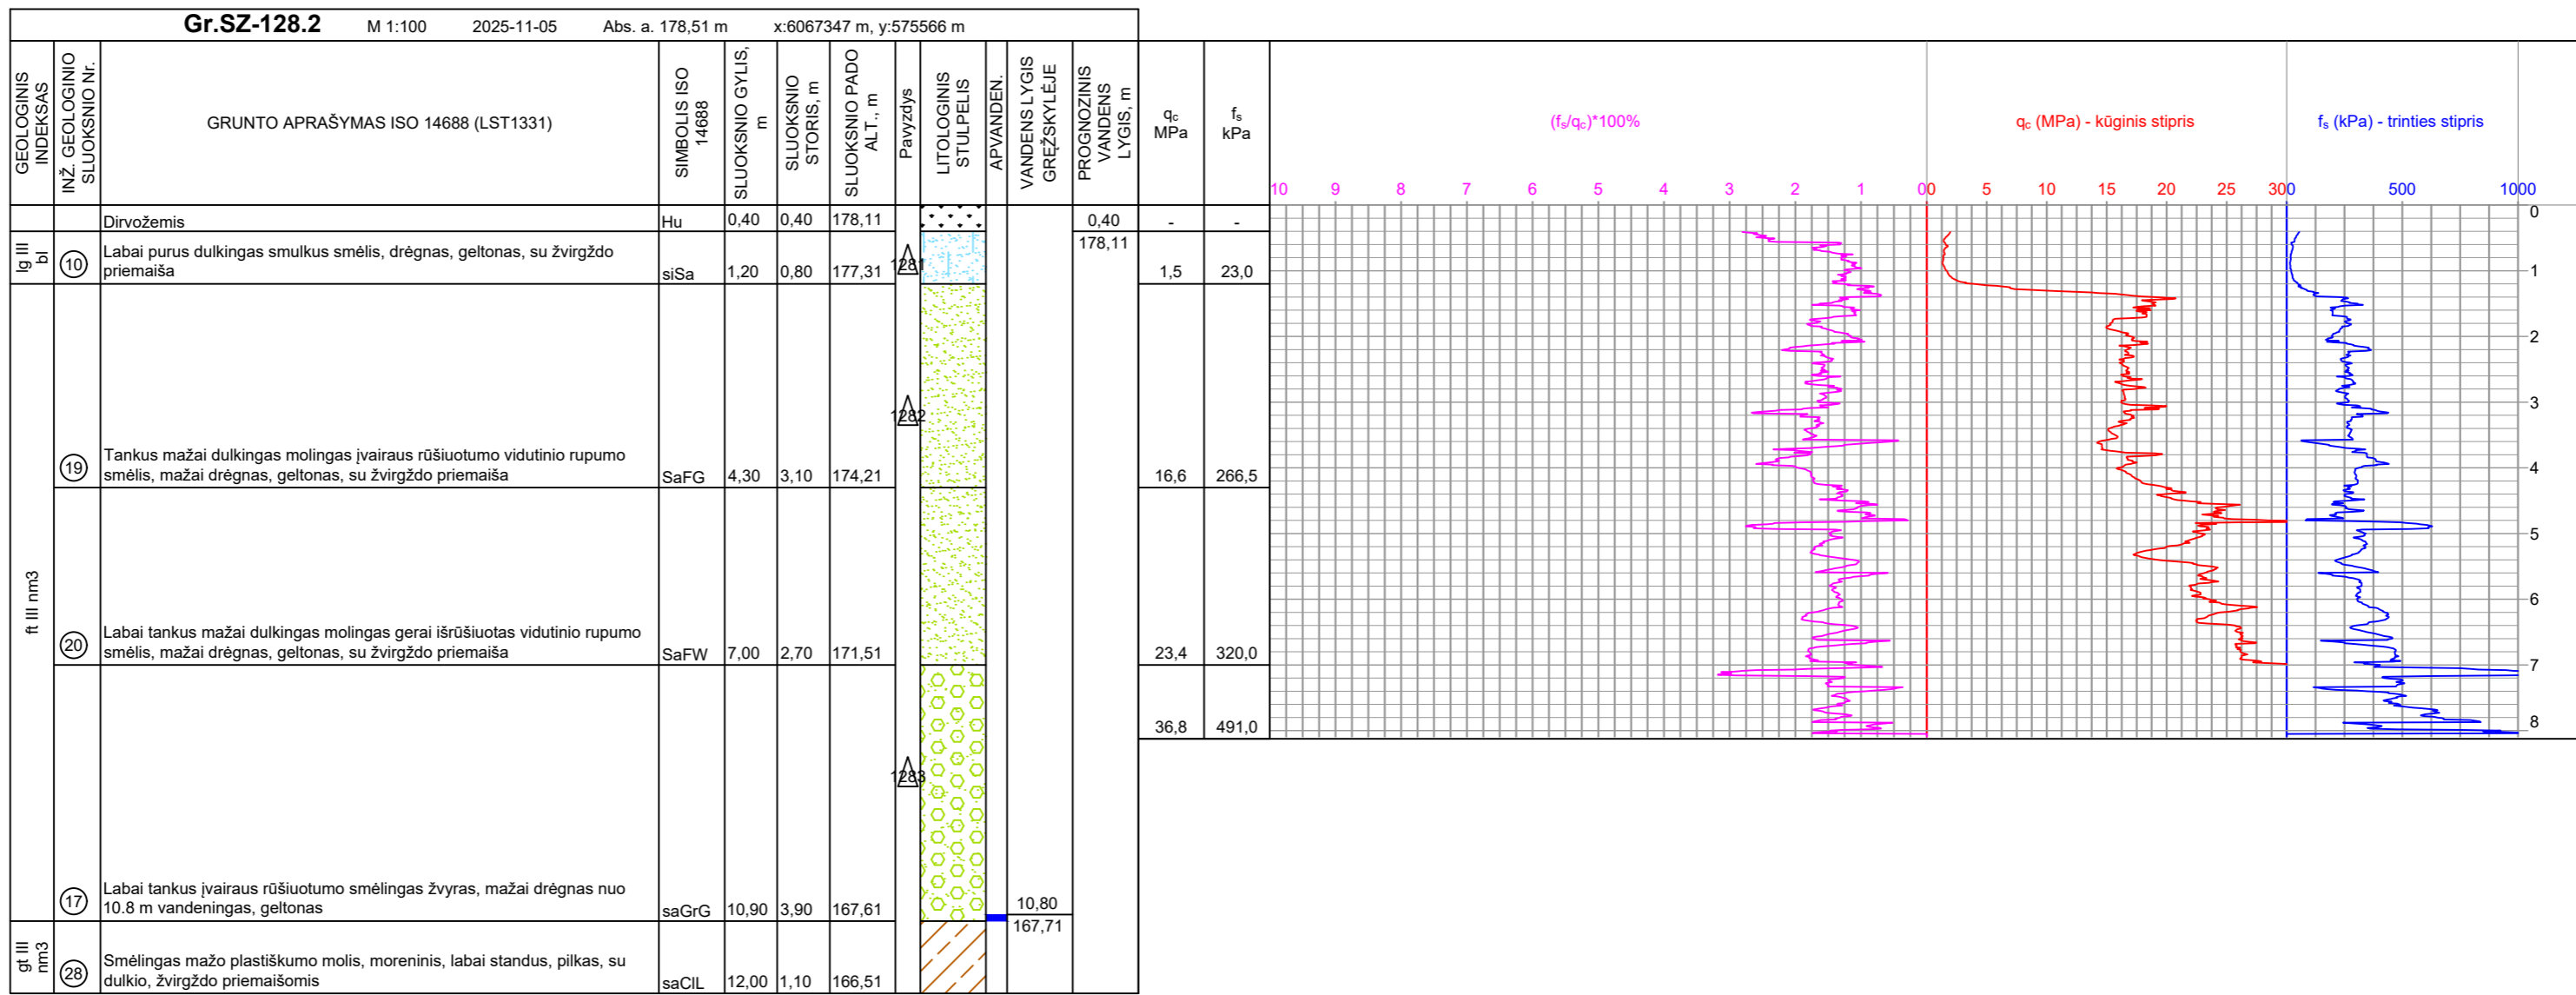 Gr.SZ-128.2 M 1:100 2025-11-05 Abs. a. 178,51 m x:6067347 m, y:575566 m
GEOLOGINIS
INDEKSAS
INŽ. GEOLOGINIO
SLUOKSNIO Nr.
GRUNTO APRAŠYMAS ISO 14688 (LST1331)
SIMBOLIS ISO
14688
SLUOKSNIO GYLIS,
m
SLUOKSNIO
STORIS, m
SLUOKSNIO PADO
ALT., m
Pavyzdys
LITOLOGINIS
STULPELIS
APVANDEN.
VANDENS LYGIS
GRĘŽSKYLĖJE
PROGNOZINIS
VANDENS
LYGIS, m
qc
MPa
fs
kPa
(fs/qc)*100%
qc (MPa) - kūginis stipris
fs (kPa) - trinties stipris
10 9 8 7 6 5 4 3 2 1 0
0 5 10 15 20 25 30
0 500 1000
Dirvožemis Hu 0,40 0,40 178,11 0,40 - -
178,11
lg III
bl
10
Labai purus dulkingas smulkus smėlis, drėgnas, geltonas, su žvirgždo
priemaiša siSa 1,20 0,80 177,31 1281 1,5 23,0
1282
ft III nm3
19
Tankus mažai dulkingas molingas įvairaus rūšiuotumo vidutinio rupumo
smėlis, mažai drėgnas, geltonas, su žvirgždo priemaiša SaFG 4,30 3,10 174,21 16,6 266,5
20
Labai tankus mažai dulkingas molingas gerai išrūšiuotas vidutinio rupumo
smėlis, mažai drėgnas, geltonas, su žvirgždo priemaiša SaFW 7,00 2,70 171,51 23,4 320,0
36,8 491,0
1283
17
Labai tankus įvairaus rūšiuotumo smėlingas žvyras, mažai drėgnas nuo
10.8 m vandeningas, geltonas saGrG 10,90 3,90 167,61 10,80
167,71
gt III
nm3
28
Smėlingas mažo plastiškumo molis, moreninis, labai standus, pilkas, su
dulkio, žvirgždo priemaišomis saClL 12,00 1,10 166,51
0
1
2
3
4
5
6
7
8